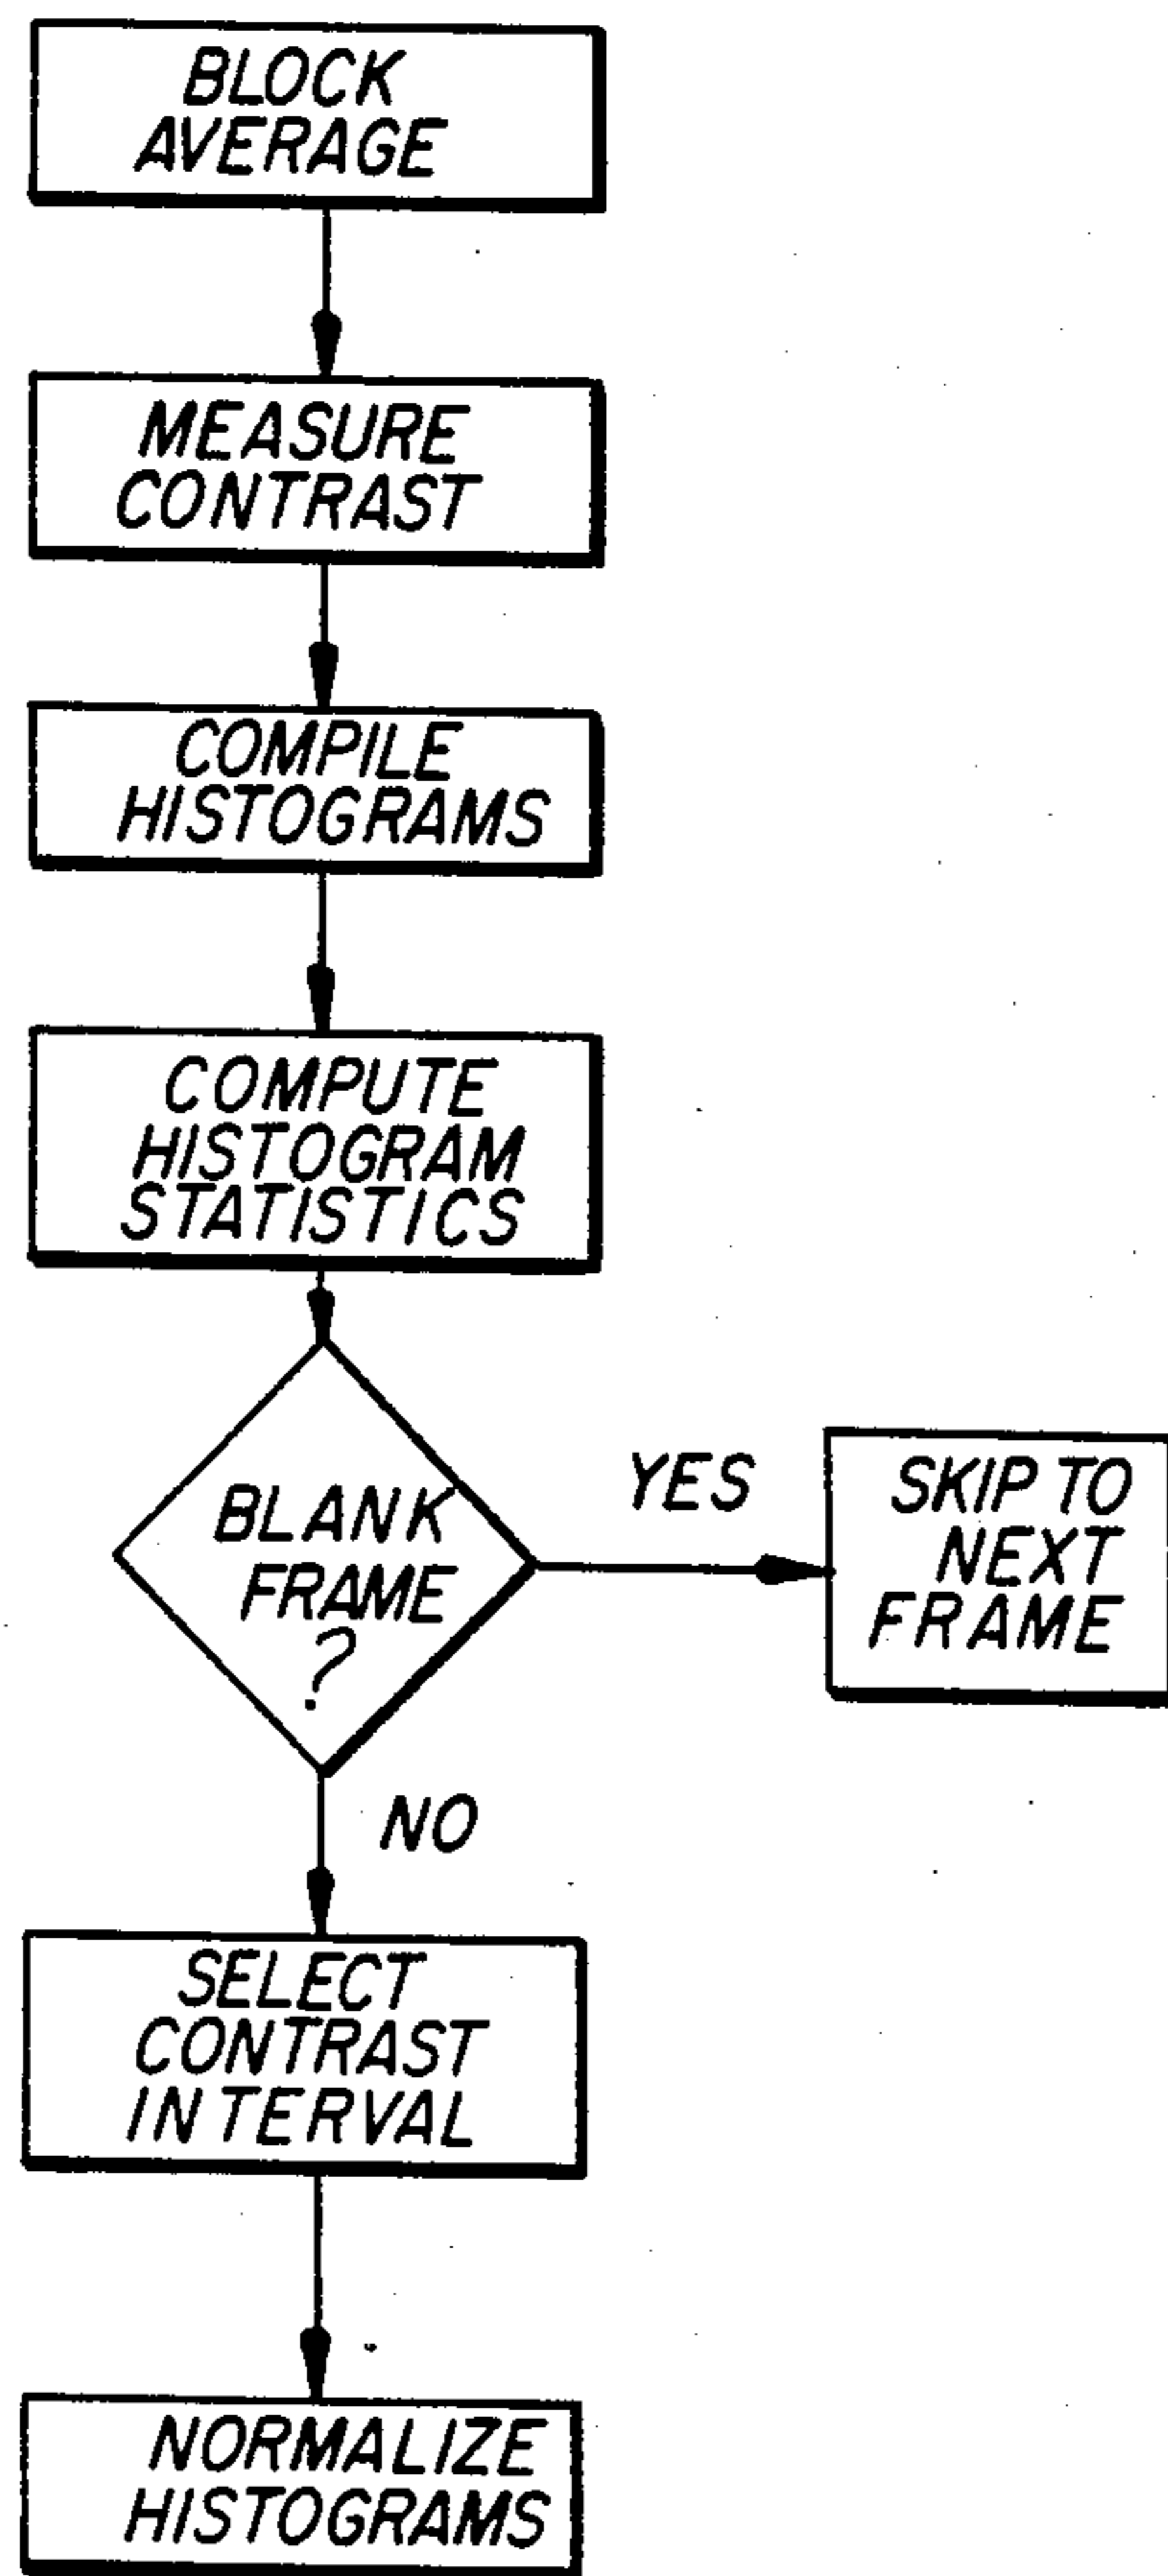 BLOCK
AVERAGE
MEASURE
CONTRAST
COMPILE
HISTOGRAMS
COMPUTE
HISTOGRAM
STATISTICS
BLANK
FRAME
?
YES
SKIP TO
NEXT
FRAME
NO
SELECT
CONTRAST
INTERVAL
NORMALIZE
HISTOGRAMS